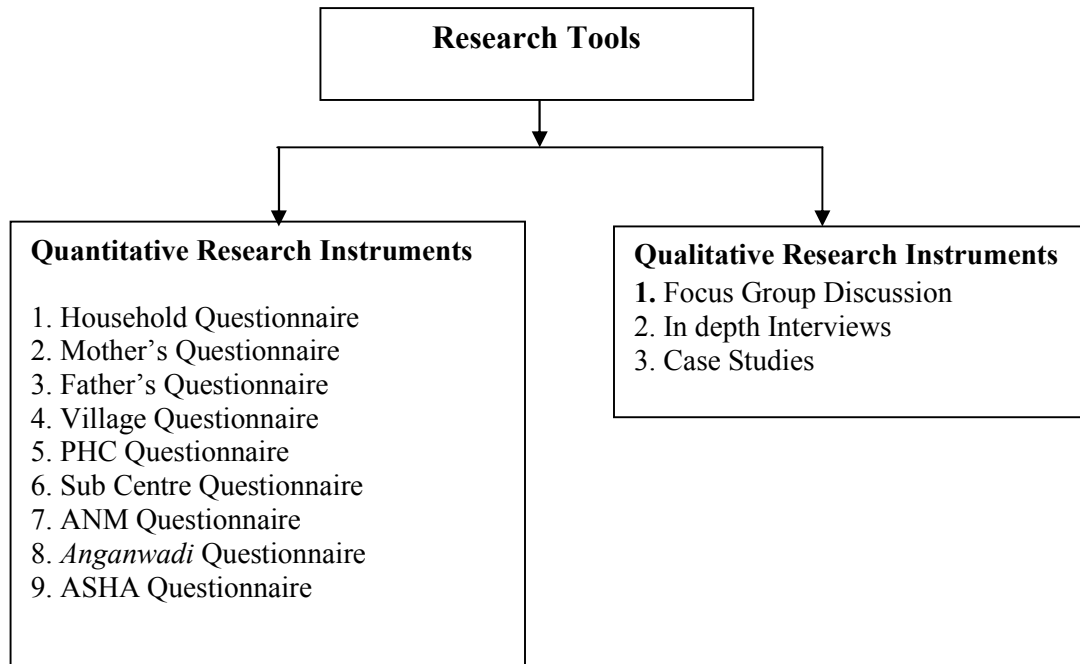 Research Tools
Quantitative Research Instruments
1. Household Questionnaire
2. Mother’s Questionnaire
3. Father’s Questionnaire
4. Village Questionnaire
5. PHC Questionnaire
6. Sub Centre Questionnaire
7. ANM Questionnaire
8. Anganwadi Questionnaire
9. ASHA Questionnaire
Qualitative Research Instruments
1. Focus Group Discussion
2. In depth Interviews
3. Case Studies